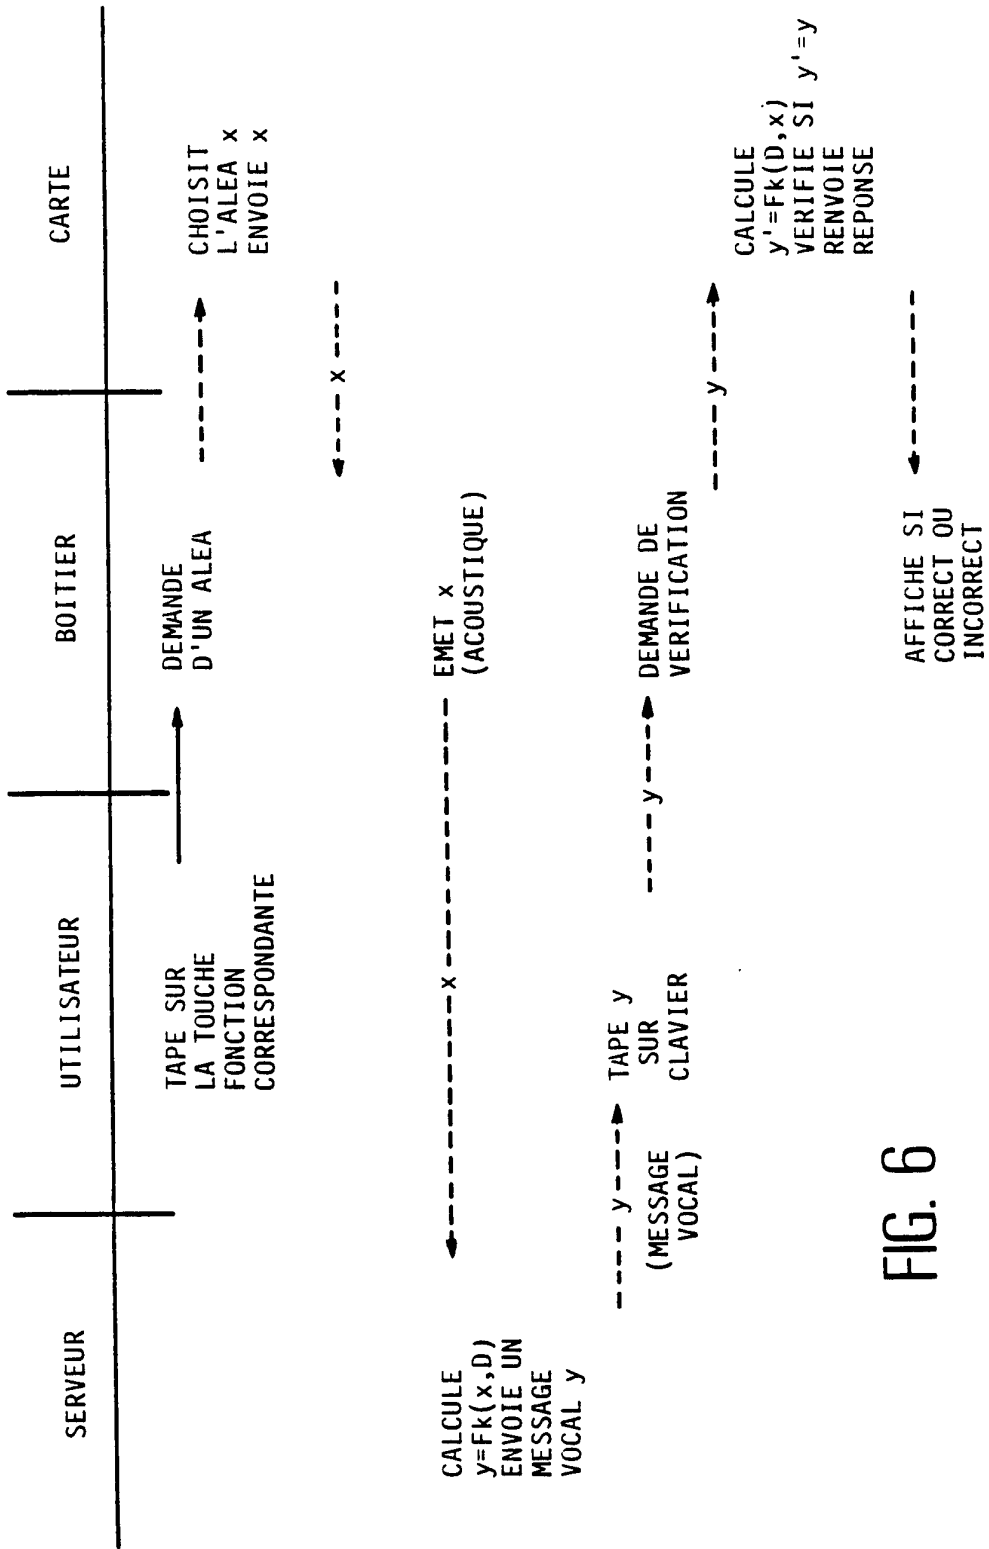 SERVEUR
UTILISATEUR
BOITIER
CARTE
TAPE SUR
LA TOUCHE
FONCTION
CORRESPONDANTE
DEMANDE
D'UN ALEA
CHOISIT
L'ALEA x
ENVOIE x
x
EMET x
(ACOUSTIQUE)
x
CALCULE
y=Fk(x,D)
ENVOIE UN
MESSAGE
VOCAL y
y
(MESSAGE
VOCAL)
TAPE y
SUR
CLAVIER
y
DEMANDE DE
VERIFICATION
y
CALCULE
y'=Fk(D,x)
VERIFIE SI y'=y
RENVOIE
REPONSE
AFFICHE SI
CORRECT OU
INCORRECT
FIG. 6